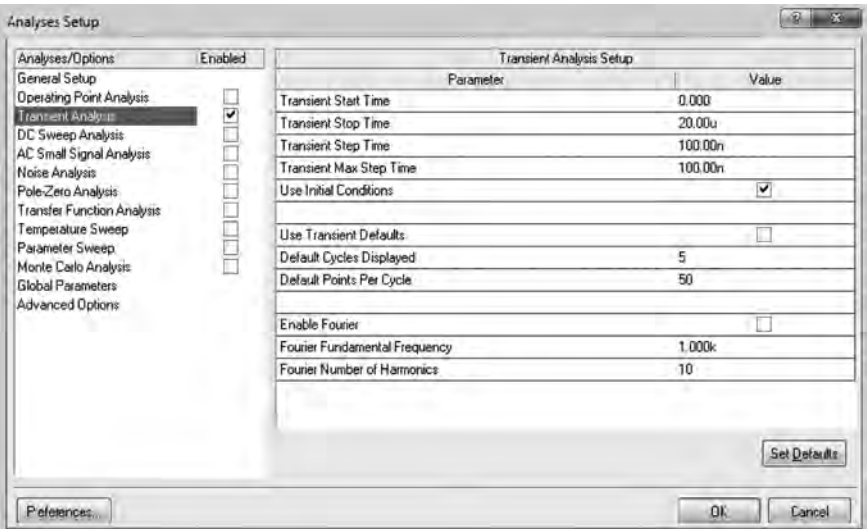 Analyses Setup
Analyses/Options Enabled
General Setup
Operating Point Analysis
Transient Analysis
DC Sweep Analysis
AC Small Signal Analysis
Noise Analysis
Pole-Zero Analysis
Transfer Function Analysis
Temperature Sweep
Parameter Sweep
Monte Carlo Analysis
Global Parameters
Advanced Options
Transient Analysis Setup
Parameter Value
Transient Start Time 0.000
Transient Stop Time 20.00u
Transient Step Time 100.00n
Transient Max Step Time 100.00n
Use Initial Conditions
Use Transient Defaults
Default Cycles Displayed 5
Default Points Per Cycle 50
Enable Fourier
Fourier Fundamental Frequency 1.000k
Fourier Number of Harmonics 10
Set Defaults
Preferences...
OK Cancel